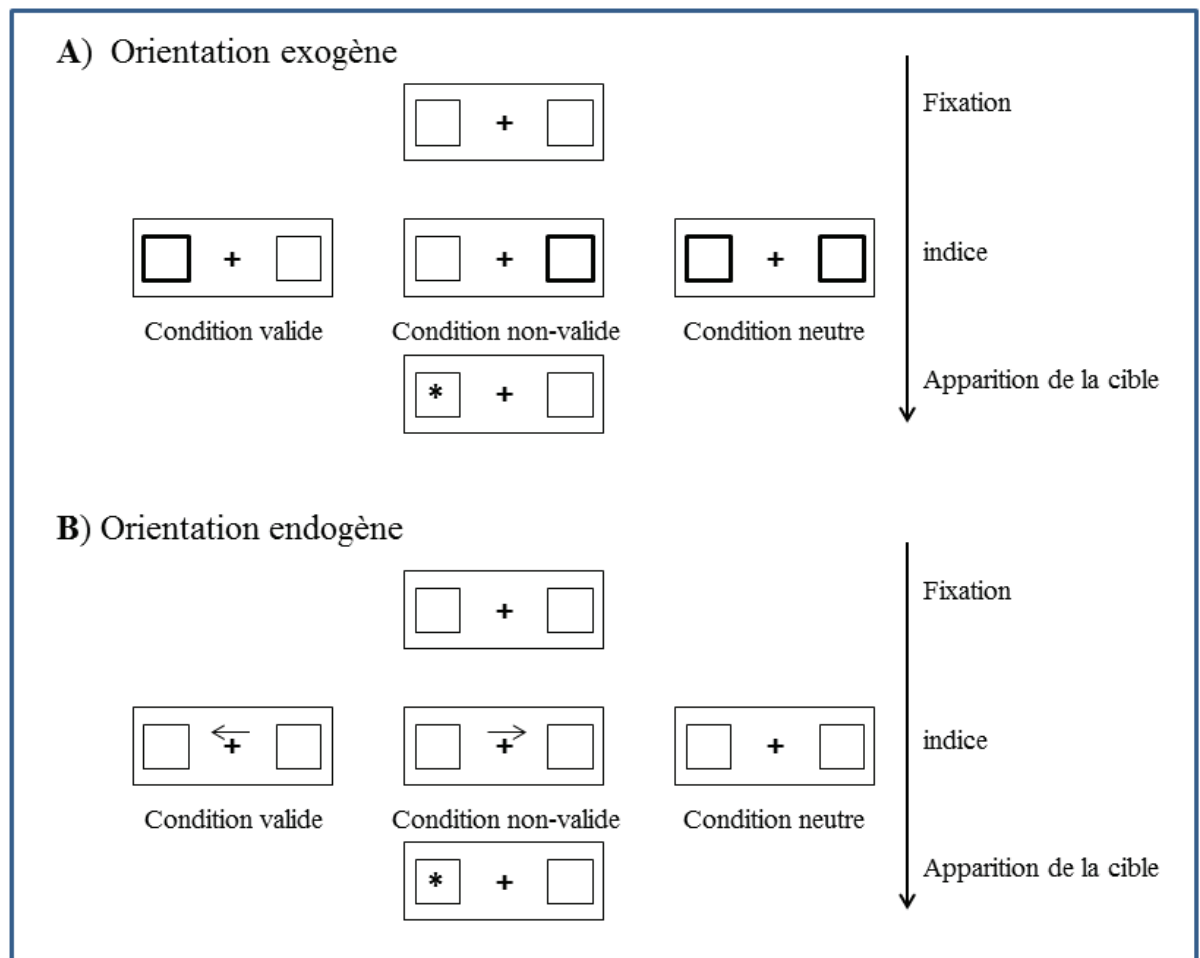 A) Orientation exogène
+
Fixation
+ + +
indice
Condition valide Condition non-valide Condition neutre
* +
Apparition de la cible
B) Orientation endogène
+
Fixation
+ + +
indice
Condition valide Condition non-valide Condition neutre
* +
Apparition de la cible